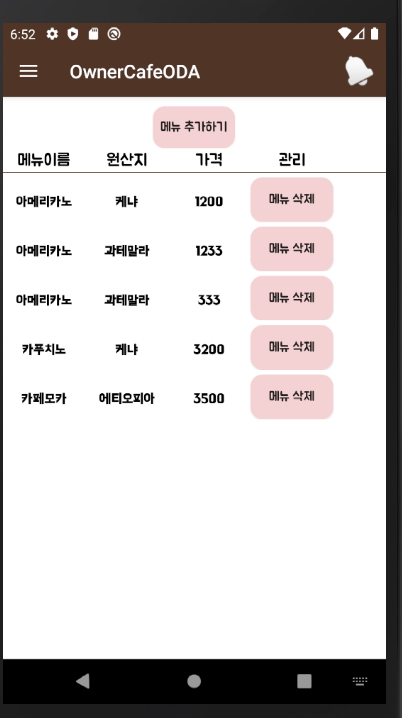 6:52
OwnerCafeODA
메뉴 추가하기
메뉴이름 원산지 가격 관리
아메리카노 케냐 1200 메뉴 삭제
아메리카노 과테말라 1233 메뉴 삭제
아메리카노 과테말라 333 메뉴 삭제
카푸치노 케냐 3200 메뉴 삭제
카페모카 에티오피아 3500 메뉴 삭제